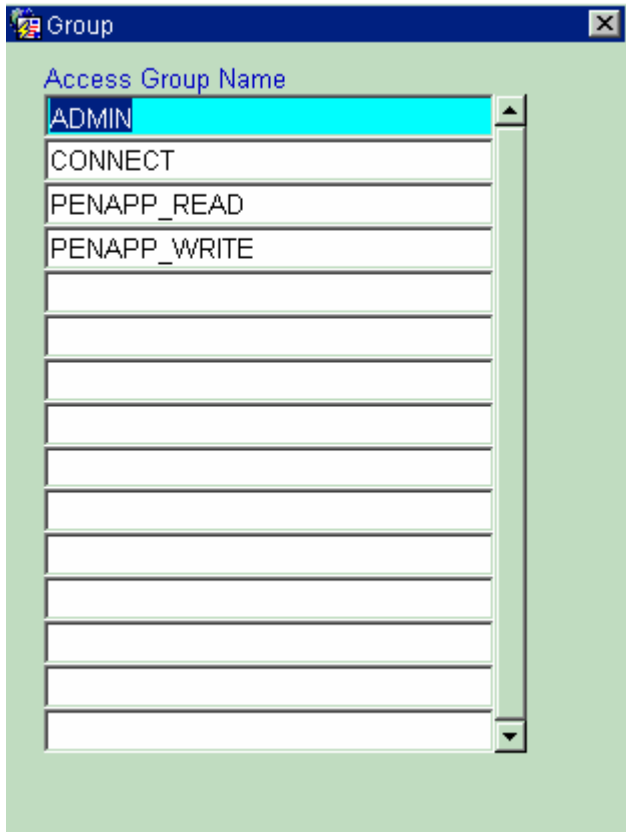 Group
Access Group Name
ADMIN
CONNECT
PENAPP_READ
PENAPP_WRITE